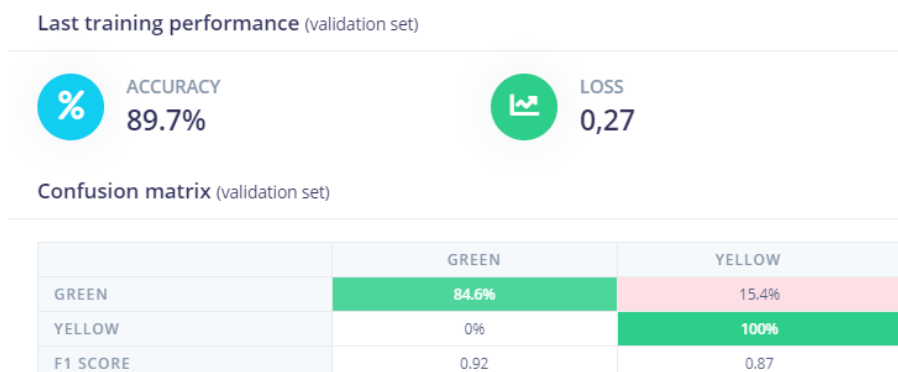 Last training performance (validation set)
% ACCURACY LOSS
89.7% 0,27
Confusion matrix (validation set)
GREEN YELLOW
GREEN 84.6% 15.4%
YELLOW 0% 100%
F1 SCORE 0.92 0.87